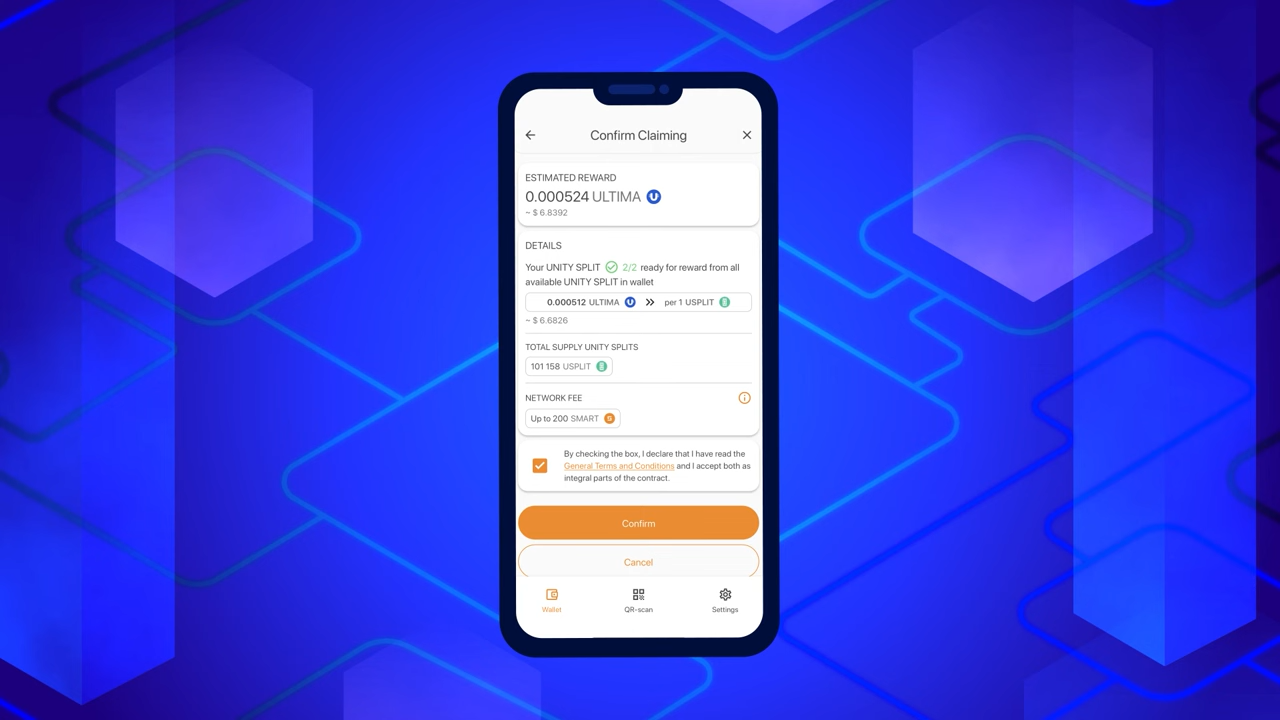 Confirm Claiming
ESTIMATED REWARD
0.000524 ULTIMA
~ $ 6.8392
DETAILS
Your UNITY SPLIT 2/2 ready for reward from all
available UNITY SPLIT in wallet
0.000512 ULTIMA per 1 USPLIT
~ $ 6.6826
TOTAL SUPPLY UNITY SPLITS
101 158 USPLIT
NETWORK FEE
Up to 200 SMART
By checking the box, I declare that I have read the
General Terms and Conditions and I accept both as
integral parts of the contract.
Confirm
Cancel
Wallet QR-scan Settings